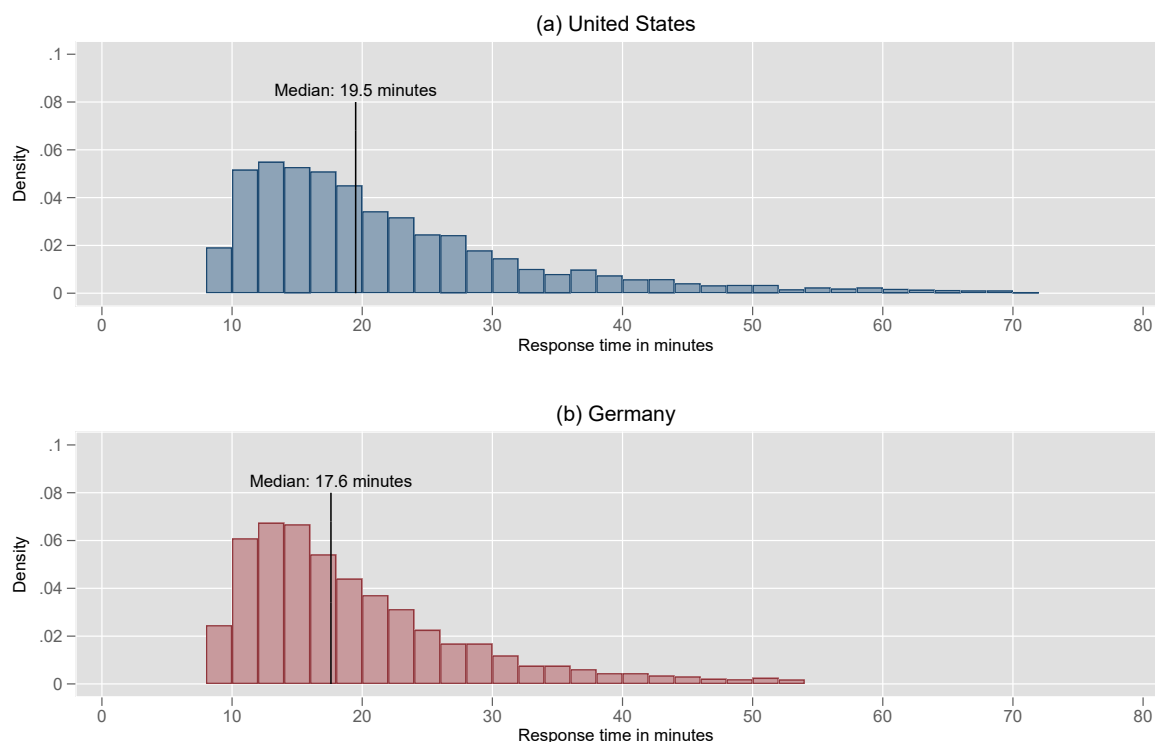 (a) United States
.1
.08
.06
.04
.02
0
Density
Median: 19.5 minutes
0 10 20 30 40 50 60 70 80
Response time in minutes
(b) Germany
.1
.08
.06
.04
.02
0
Density
Median: 17.6 minutes
0 10 20 30 40 50 60 70 80
Response time in minutes